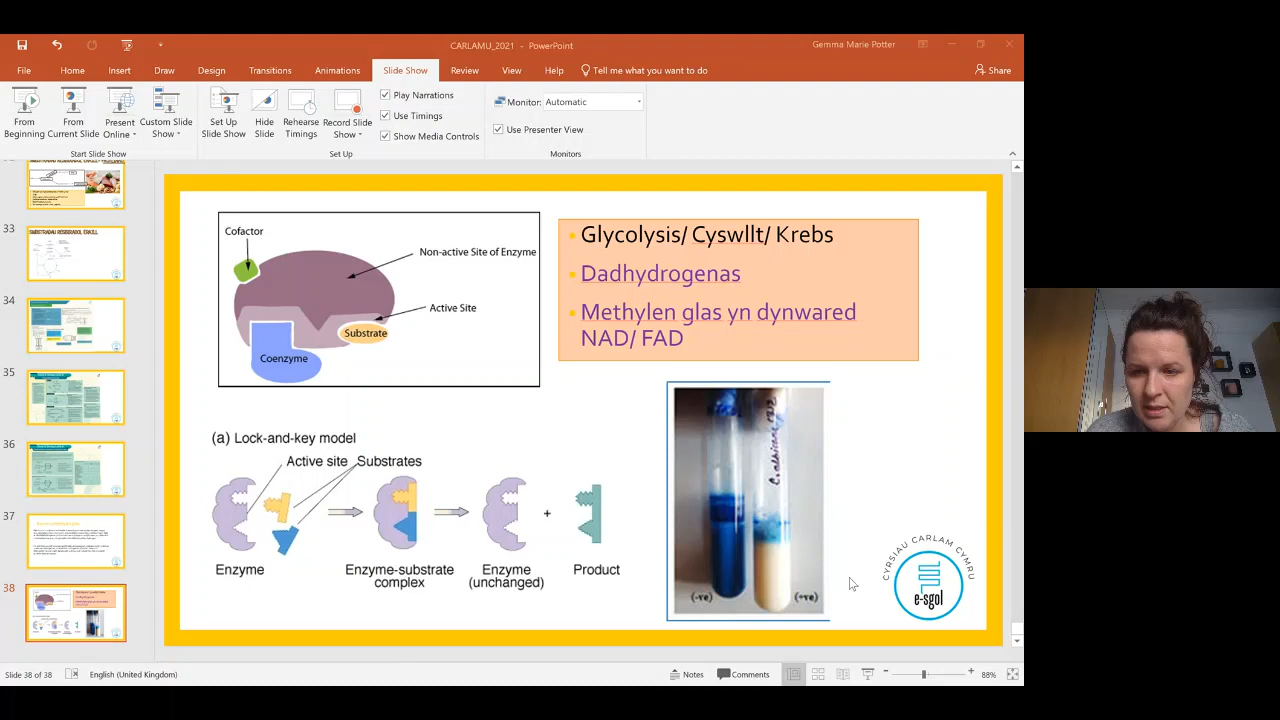 CARLAMU_2021 - PowerPoint
Gemma Marie Potter
File Home Insert Draw Design Transitions Animations Slide Show Review View Help Tell me what you want to do Share
From Beginning
From Current Slide
Present Online
Custom Slide Show
Set Up Slide Show
Hide Slide
Rehearse Timings
Record Slide Show
Play Narrations
Use Timings
Show Media Controls
Monitor: Automatic
Use Presenter View
Start Slide Show
Set Up
Monitors
33
34
35
36
37
38
Cofactor
Non-active Site of Enzyme
Active Site
Substrate
Coenzyme
Glycolysis/ Cyswllt/ Krebs
Dadhydrogenas
Methylen glas yn dynwared
NAD/ FAD
(a) Lock-and-key model
Active site Substrates
+
Enzyme
Enzyme-substrate
complex
Enzyme
(unchanged)
Product
(-ve)
(+ve)
CYRSIAU CARLAM CYMRU
e-sgol
Slide 38 of 38
English (United Kingdom)
Notes
Comments
88%